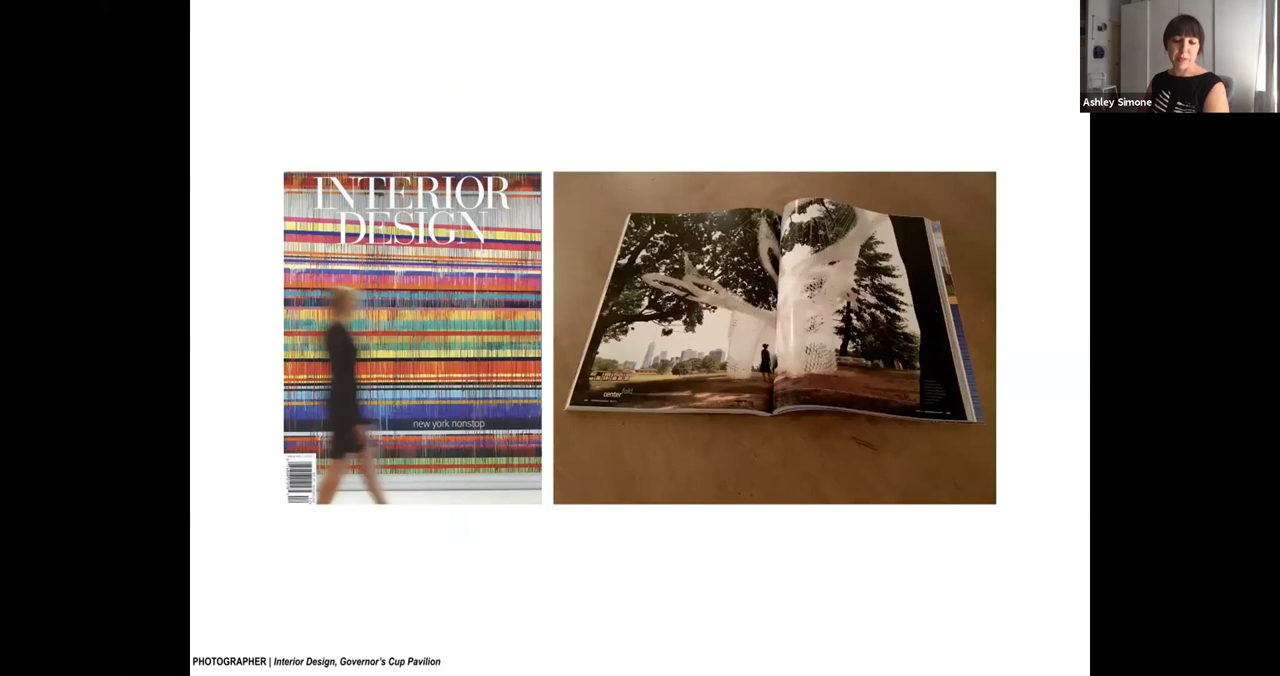 Ashley Simone
INTERIOR
DESIGN
new york nonstop
field
center
PHOTOGRAPHER | Interior Design, Governor's Cup Pavilion